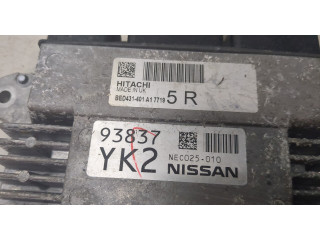 HITACHI
MADE IN UK
BED431-401 A1 7718 5 R
93837
YK2
NEC025-010
NISSAN